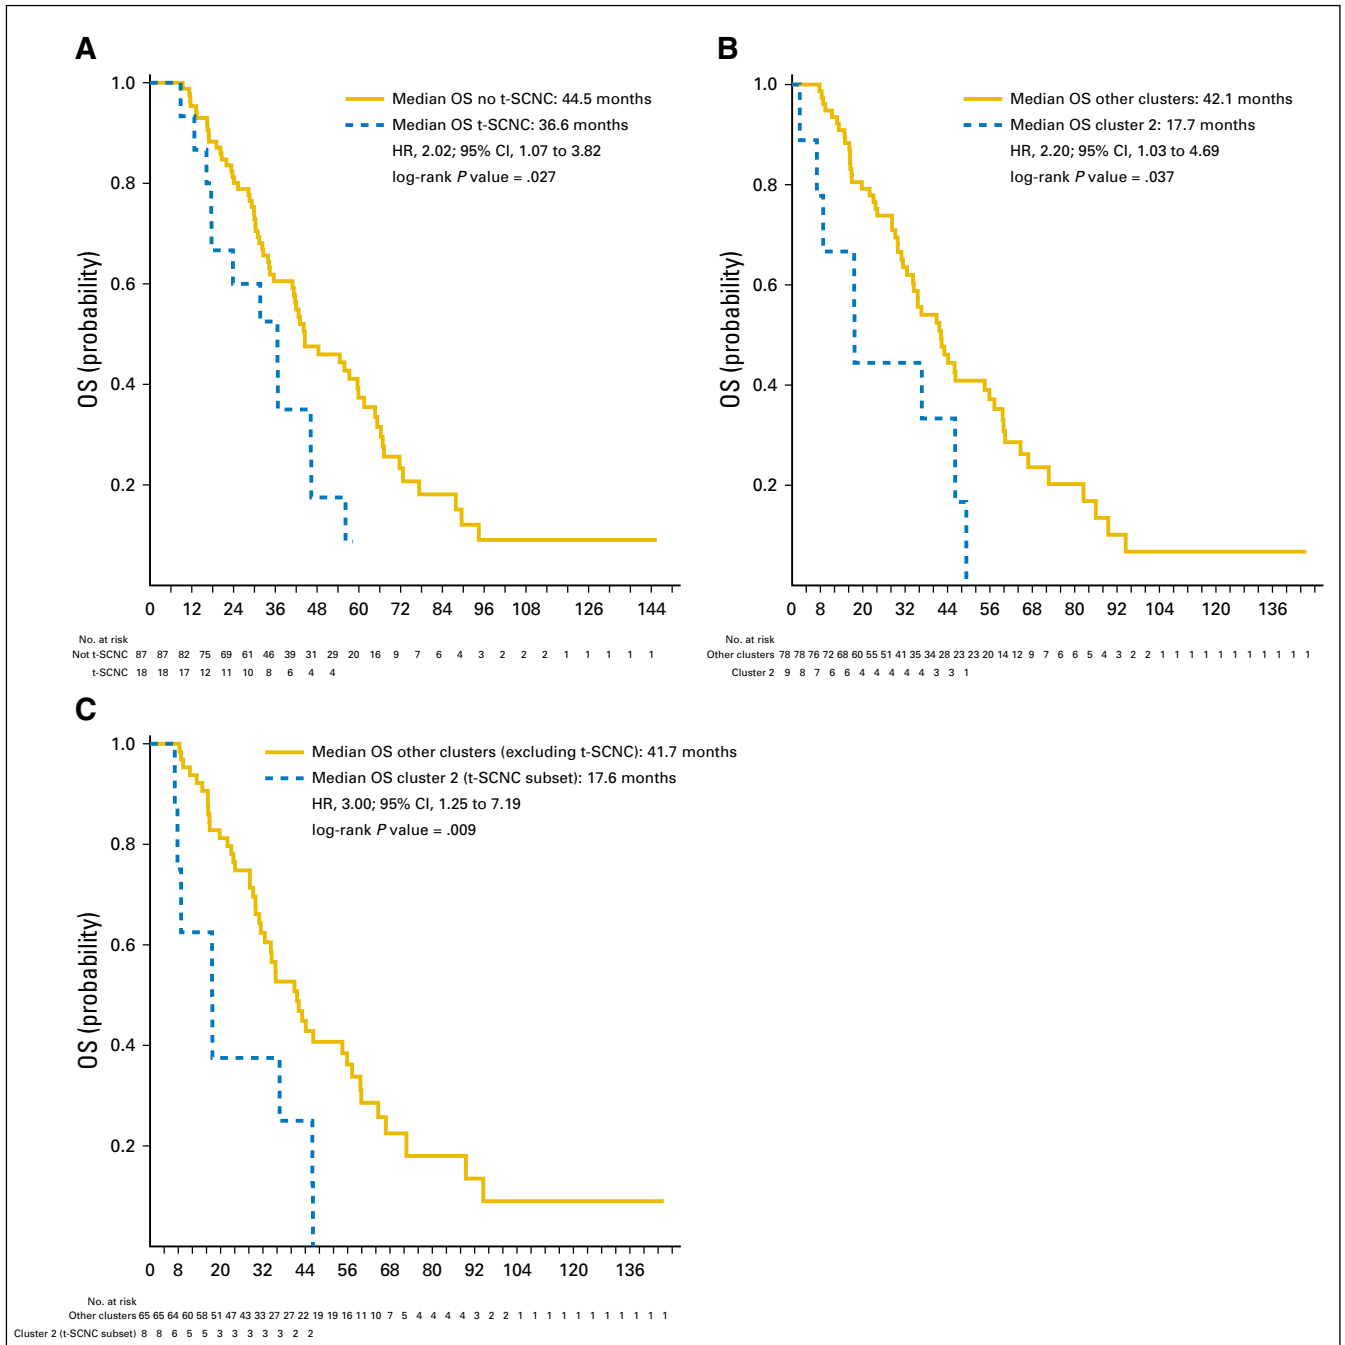 A
1.0
0.8
0.6
0.4
0.2
OS (probability)
Median OS no t-SCNC: 44.5 months
Median OS t-SCNC: 36.6 months
HR, 2.02; 95% CI, 1.07 to 3.82
log-rank P value = .027
0 12 24 36 48 60 72 84 96 108 126 144
No. at risk
Not t-SCNC 87 87 82 75 69 61 46 39 31 29 20 16 9 7 6 4 3 2 2 2 1 1 1 1 1
t-SCNC 18 18 17 12 11 10 8 6 4 4
B
1.0
0.8
0.6
0.4
0.2
OS (probability)
Median OS other clusters: 42.1 months
Median OS cluster 2: 17.7 months
HR, 2.20; 95% CI, 1.03 to 4.69
log-rank P value = .037
0 8 20 32 44 56 80 92 104 120 136
No. at risk
Other clusters 78 78 76 72 68 60 55 51 41 35 34 28 23 23 20 14 12 9 7 6 6 5 4 3 2 2 1 1 1 1 1 1 1 1 1 1 1
Cluster 2 9 8 7 6 6 4 4 4 4 4 3 3 1
C
1.0
0.8
0.6
0.4
0.2
OS (probability)
Median OS other clusters (excluding t-SCNC): 41.7 months
Median OS cluster 2 (t-SCNC subset): 17.6 months
HR, 3.00; 95% CI, 1.25 to 7.19
log-rank P value = .009
0 8 20 32 44 56 68 80 92 104 120 136
No. at risk
Other clusters 65 65 64 60 58 51 47 43 33 27 27 22 19 19 16 11 10 7 5 4 4 4 4 3 2 2 1 1 1 1 1 1 1 1 1 1 1
Cluster 2 (t-SCNC subset) 8 8 6 5 5 3 3 3 3 3 2 2